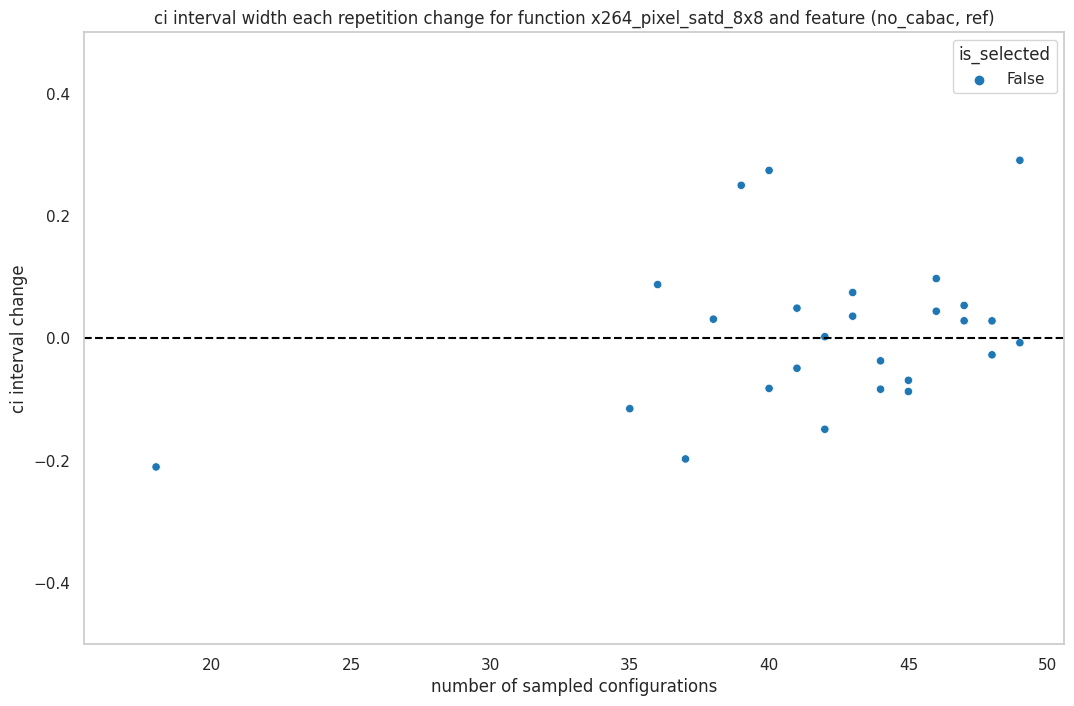 ci interval width each repetition change for function x264_pixel_satd_8x8 and feature (no_cabac, ref)
is_selected
False
ci interval change
0.4
0.2
0.0
−0.2
−0.4
20 25 30 35 40 45 50
number of sampled configurations